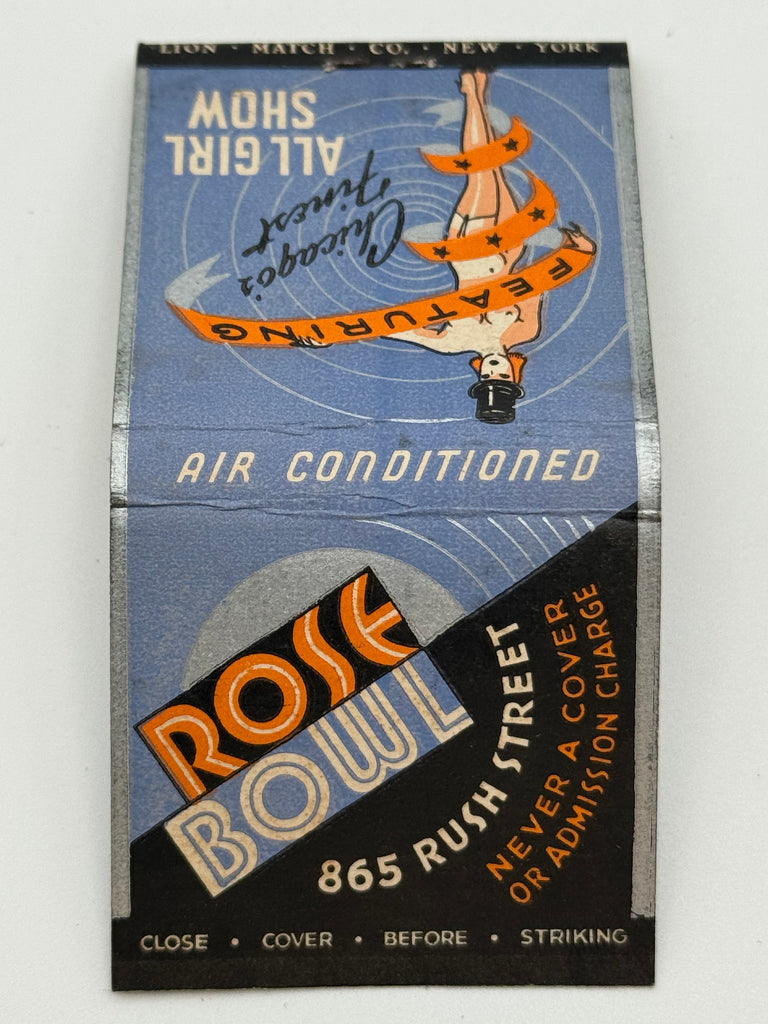 LION · MATCH · CO. · NEW · YORK
FEATURING
Chicago's
Finest
ALL GIRL
SHOW
AIR CONDITIONED
ROSE
BOWL
865 RUSH STREET
NEVER A COVER
OR ADMISSION CHARGE
CLOSE • COVER • BEFORE • STRIKING